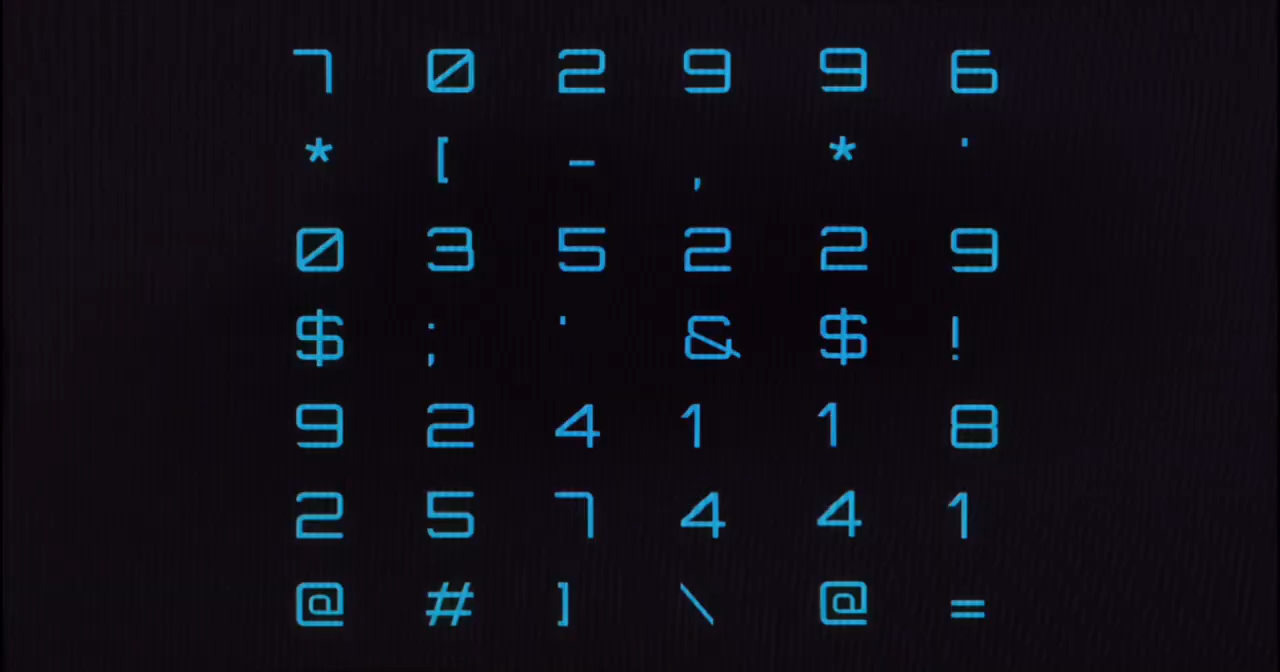 7 0 2 9 9 6
* [ - , * '
0 3 5 2 2 9
$ ; ' & $ !
9 2 4 1 1 8
2 5 7 4 4 1
@ # ] \ @ =